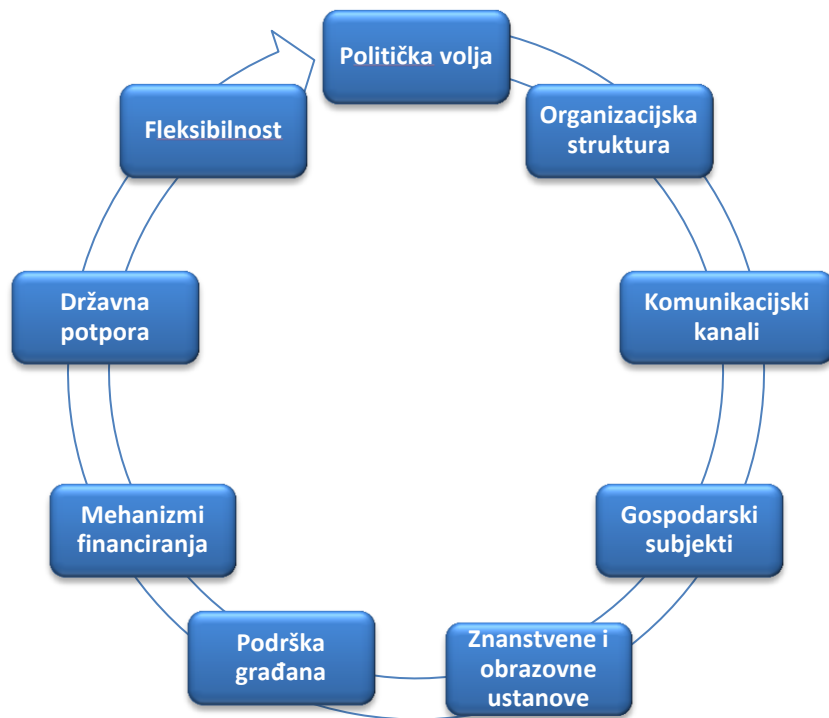 Politička volja
Organizacijska
struktura
Komunikacijski
kanali
Gospodarski
subjekti
Znanstvene i
obrazovne
ustanove
Podrška
građana
Mehanizmi
financiranja
Državna
potpora
Fleksibilnost